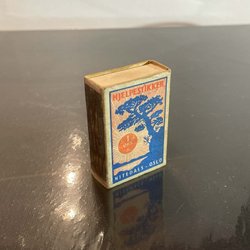 HJELPESTIKKER
NITEDALS - OSLO